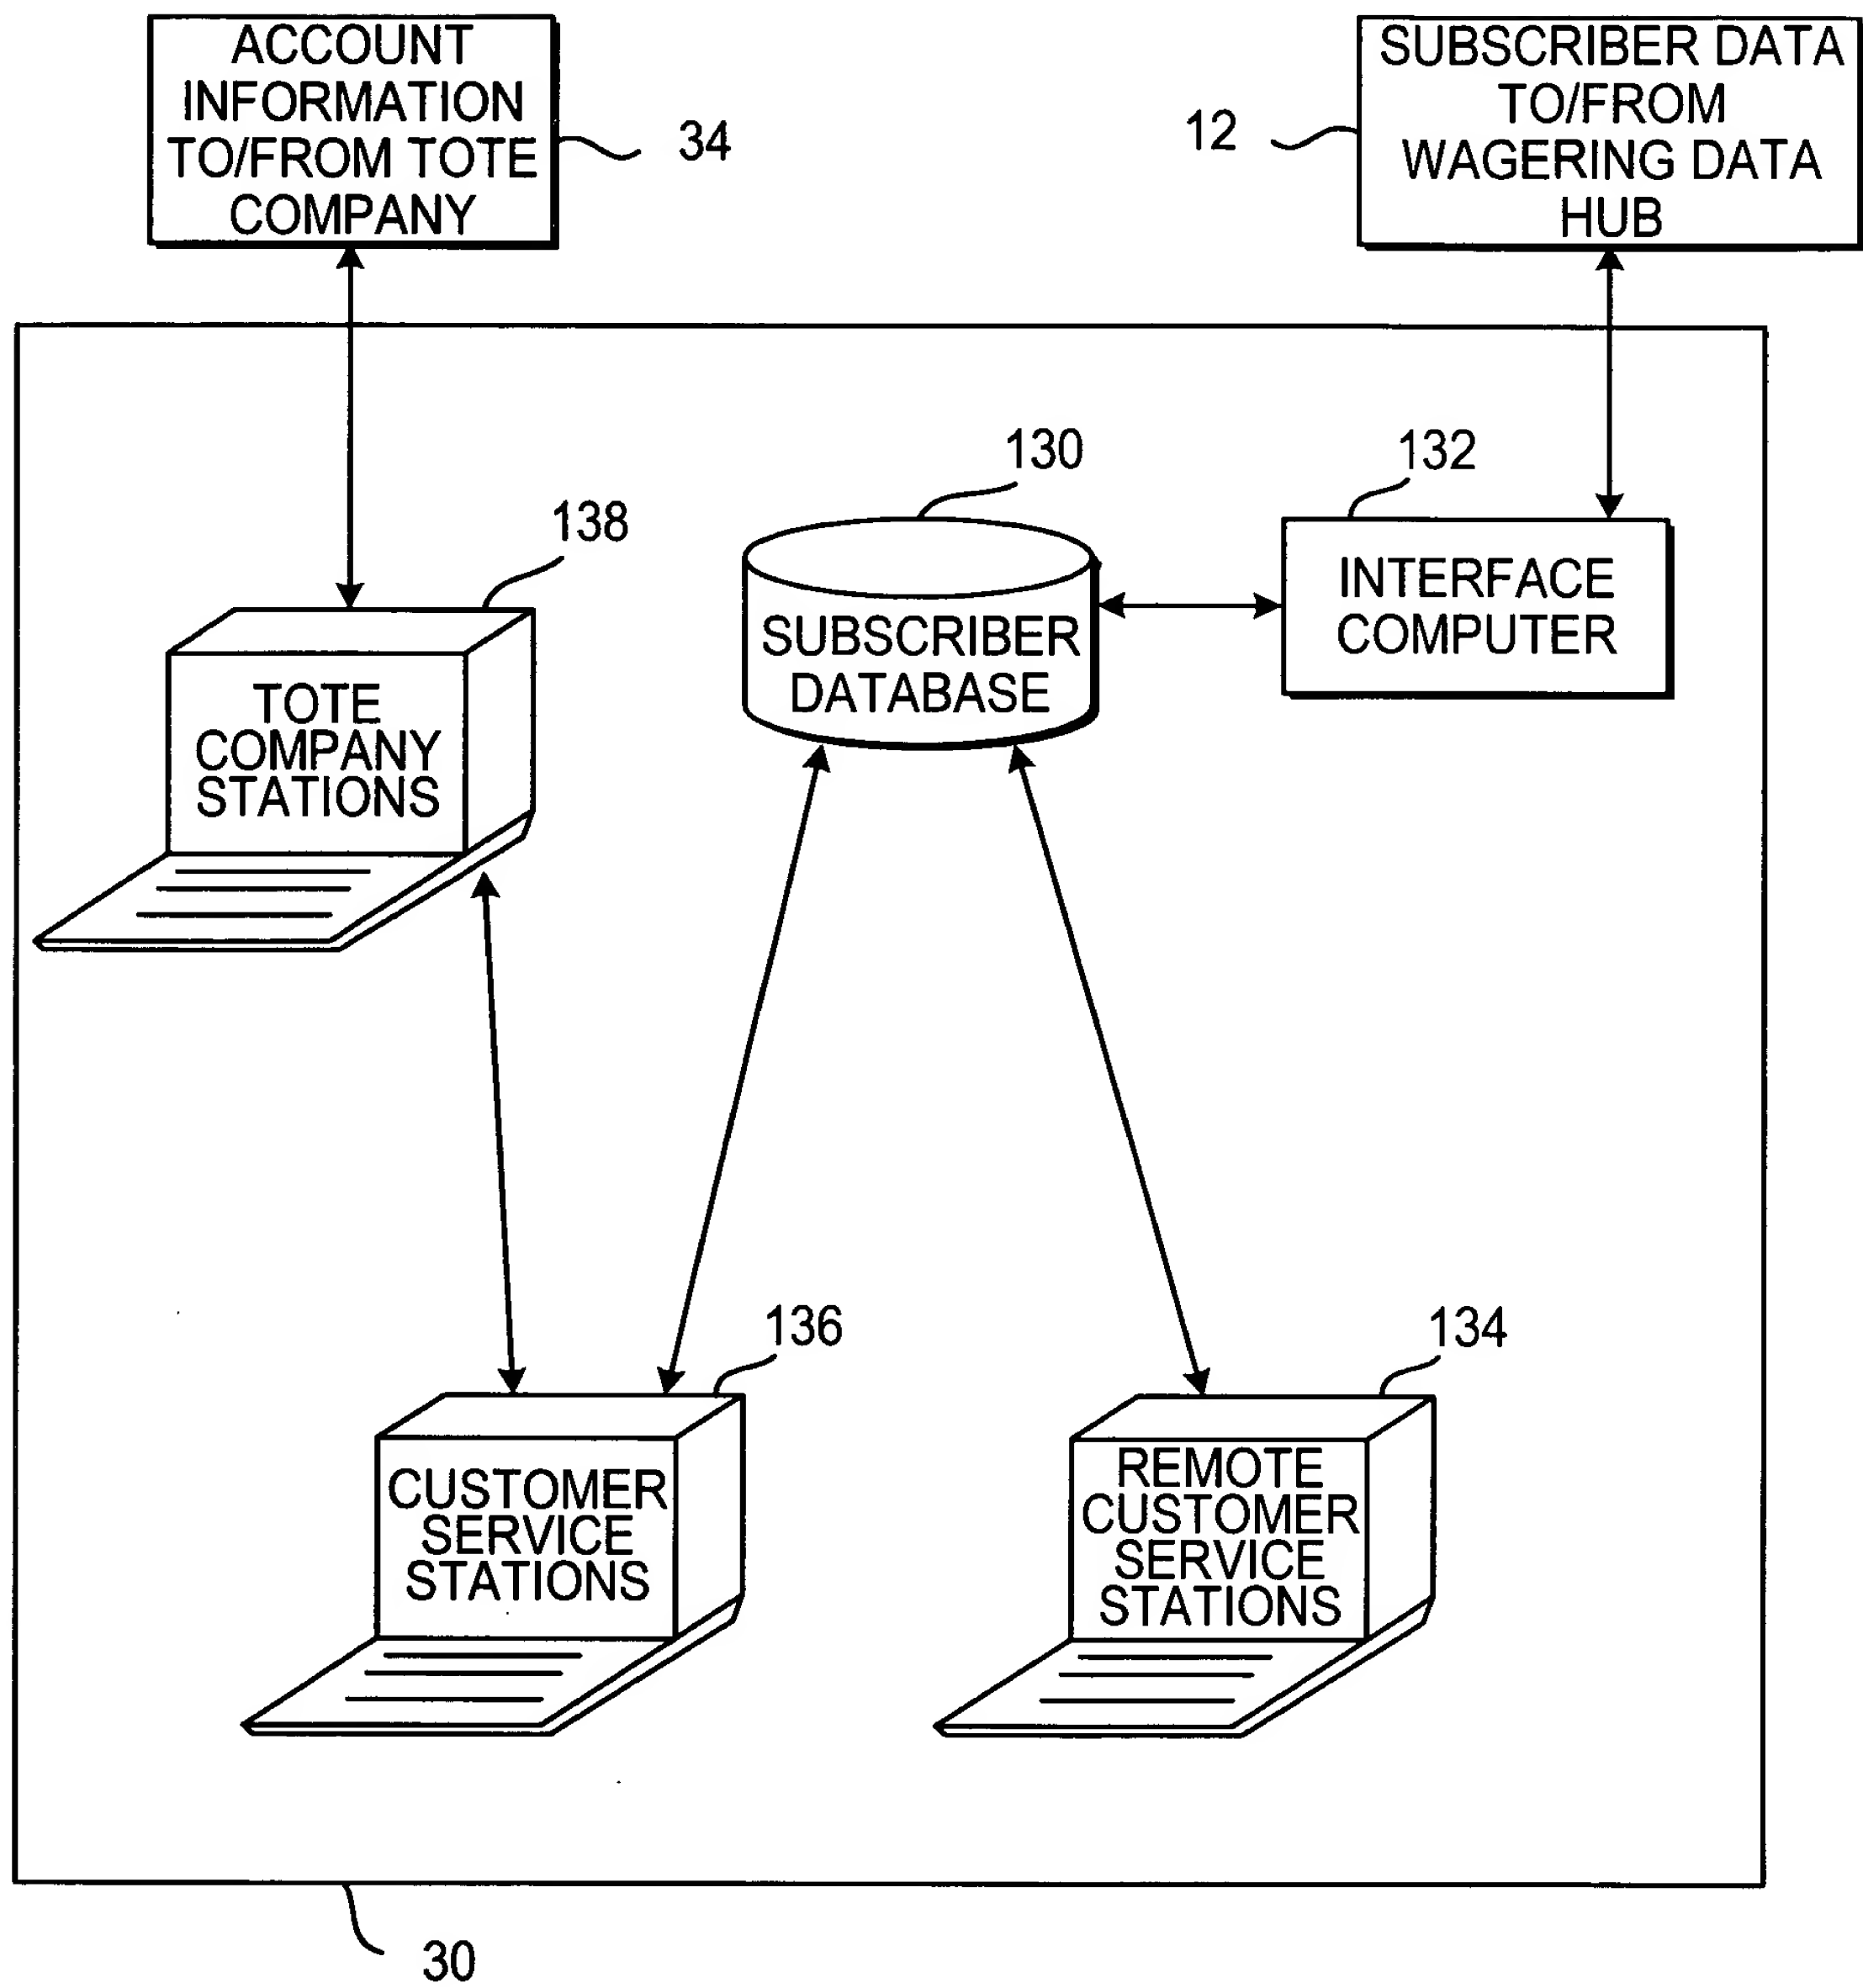 ACCOUNT
INFORMATION
TO/FROM TOTE
COMPANY
34
12
SUBSCRIBER DATA
TO/FROM
WAGERING DATA
HUB
138
130
132
TOTE
COMPANY
STATIONS
SUBSCRIBER
DATABASE
INTERFACE
COMPUTER
136
134
CUSTOMER
SERVICE
STATIONS
REMOTE
CUSTOMER
SERVICE
STATIONS
30